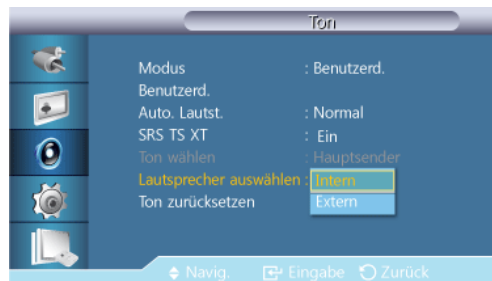 Ton
Modus : Benutzerd.
Benutzerd.
Auto. Lautst. : Normal
SRS TS XT : Ein
Ton wählen : Hauptsender
Lautsprecher auswählen : Intern
Ton zurücksetzen Extern
Navig. Eingabe Zurück